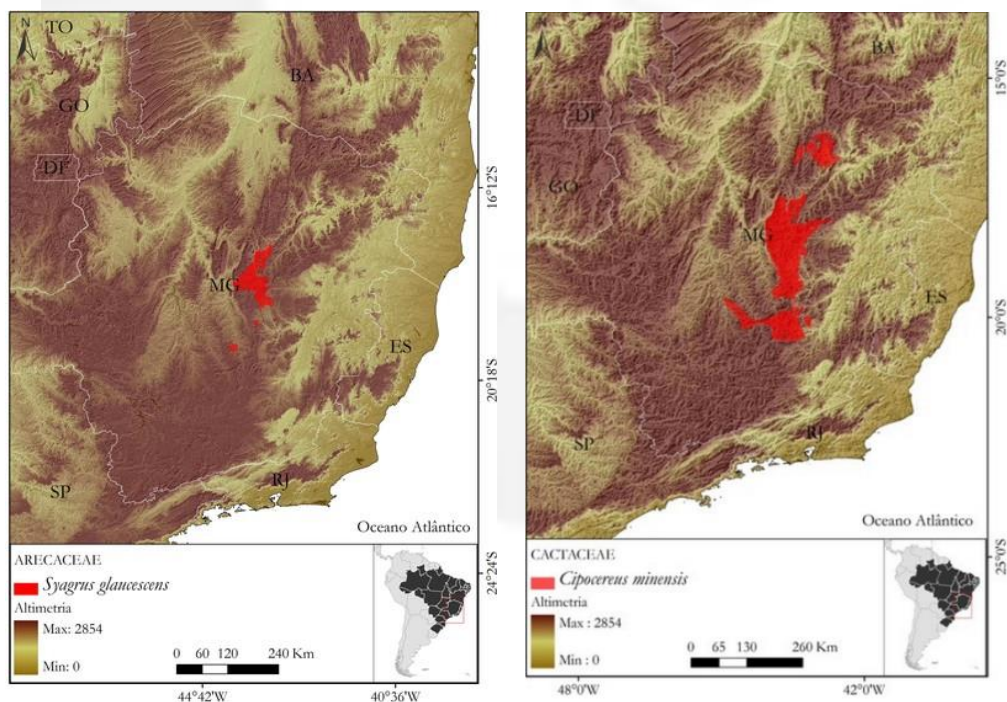 N
TO
BA
GO
DF
MG
ES
SP
RJ
Oceano Atlântico
16°12'S
20°18'S
24°24'S
ARECACEAE
Syagrus glaucescens
Altimetria
Max: 2854
Min: 0
0 60 120 240 Km
44°42'W
40°36'W
N
BA
DF
GO
MG
ES
SP
RJ
Oceano Atlântico
15°0'S
20°0'S
25°0'S
CACTACEAE
Cipocereus minensis
Altimetria
Max : 2854
Min : 0
0 65 130 260 Km
48°0'W
42°0'W